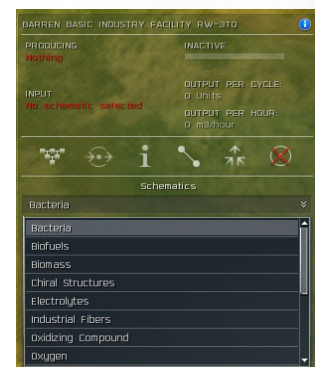 BARREN BASIC INDUSTRY FACILITY RW-3T0
PRODUCING
Nothing
INACTIVE
INPUT
No schematic selected
OUTPUT PER CYCLE:
0 Units
OUTPUT PER HOUR:
0 m3/hour
Schematics
Bacteria
Bacteria
Biofuels
Biomass
Chiral Structures
Electrolytes
Industrial Fibers
Oxidizing Compound
Oxygen